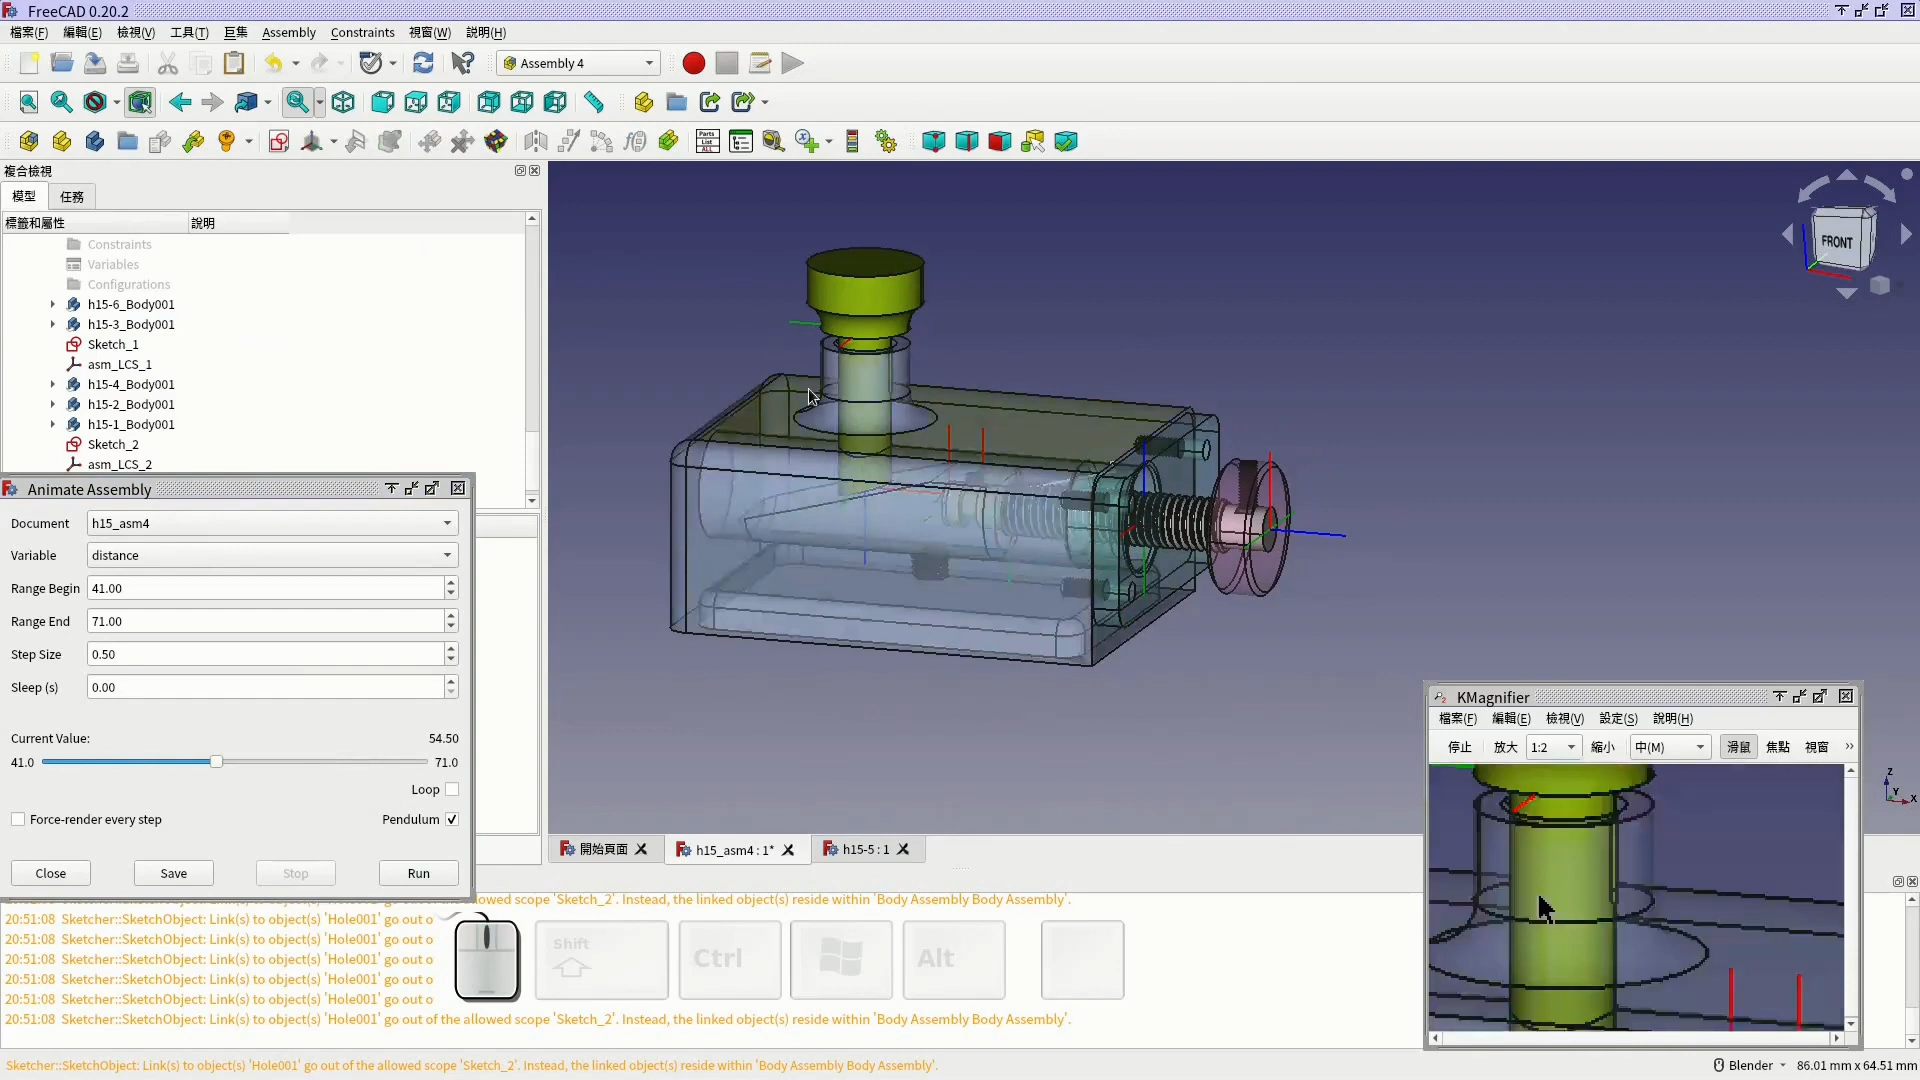 FreeCAD 0.20.2
檔案(F) 編輯(E) 檢視(V) 工具(T) 巨集 Assembly Constraints 視窗(W) 說明(H)
Assembly 4
Parts List ALL
複合檢視
模型 任務
標籤和屬性 說明
Constraints
Variables
Configurations
h15-6_Body001
h15-3_Body001
Sketch_1
asm_LCS_1
h15-4_Body001
h15-2_Body001
h15-1_Body001
Sketch_2
asm_LCS_2
FRONT
Z
Y
X
Animate Assembly
Document h15_asm4
Variable distance
Range Begin 41.00
Range End 71.00
Step Size 0.50
Sleep (s) 0.00
Current Value: 54.50
41.0 71.0
Loop
Force-render every step Pendulum
Close Save Stop Run
開始頁面 h15_asm4 : 1* h15-5 : 1
KMagnifier
檔案(F) 編輯(E) 檢視(V) 設定(S) 說明(H)
停止 放大 1:2 縮小 中(M) 滑鼠 焦點 視窗 »
llowed scope 'Sketch_2'. Instead, the linked object(s) reside within 'Body Assembly Body Assembly'.
20:51:08 Sketcher::SketchObject: Link(s) to object(s) 'Hole001' go out o
20:51:08 Sketcher::SketchObject: Link(s) to object(s) 'Hole001' go out o
20:51:08 Sketcher::SketchObject: Link(s) to object(s) 'Hole001' go out o
20:51:08 Sketcher::SketchObject: Link(s) to object(s) 'Hole001' go out o
20:51:08 Sketcher::SketchObject: Link(s) to object(s) 'Hole001' go out o
20:51:08 Sketcher::SketchObject: Link(s) to object(s) 'Hole001' go out of the allowed scope 'Sketch_2'. Instead, the linked object(s) reside within 'Body Assembly Body Assembly'.
Shift Ctrl Alt
Sketcher::SketchObject: Link(s) to object(s) 'Hole001' go out of the allowed scope 'Sketch_2'. Instead, the linked object(s) reside within 'Body Assembly Body Assembly'.
Blender 86.01 mm x 64.51 mm